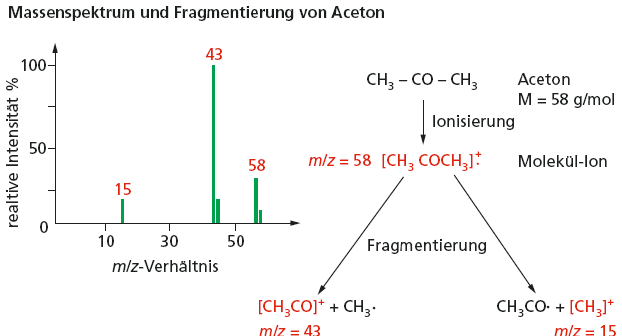 Massenspektrum und Fragmentierung von Aceton
realtive Intensität %
100
50
0
15
43
58
10 30 50
m/z-Verhältnis
CH₃ – CO – CH₃ Aceton
M = 58 g/mol
Ionisierung
m/z = 58 [CH₃ COCH₃]⁺· Molekül-Ion
Fragmentierung
[CH₃CO]⁺ + CH₃·
m/z = 43
CH₃CO· + [CH₃]⁺
m/z = 15